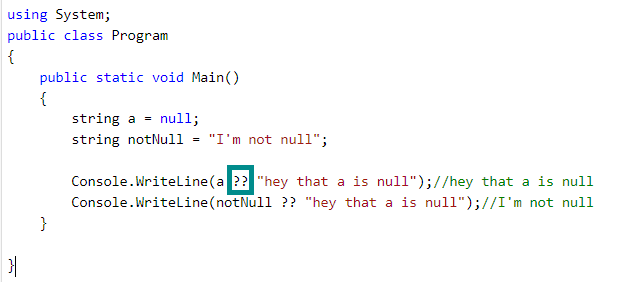 using System;
public class Program
{
    public static void Main()
    {
        string a = null;
        string notNull = "I'm not null";

        Console.WriteLine(a ?? "hey that a is null");//hey that a is null
        Console.WriteLine(notNull ?? "hey that a is null");//I'm not null
    }

}